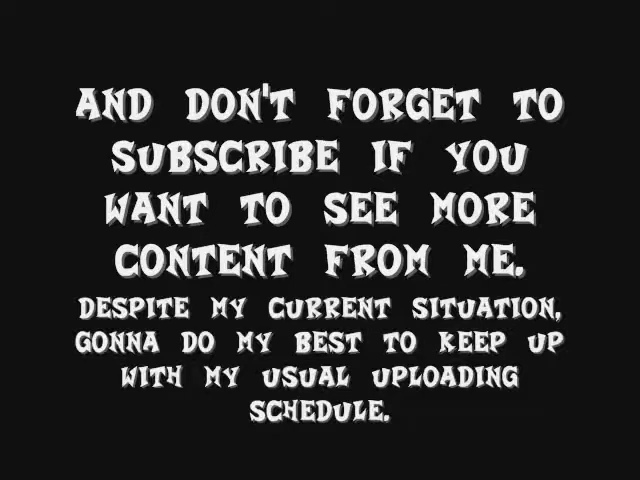 AND DON'T FORGET TO
SUBSCRIBE IF YOU
WANT TO SEE MORE
CONTENT FROM ME.
DESPITE MY CURRENT SITUATION,
GONNA DO MY BEST TO KEEP UP
WITH MY USUAL UPLOADING
SCHEDULE.